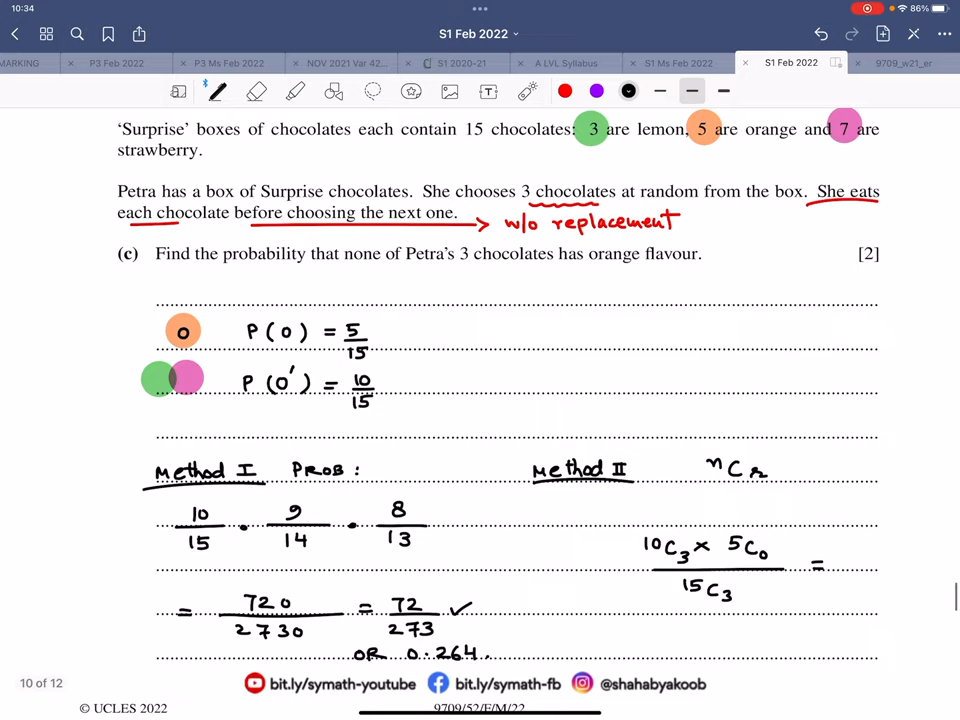 10:34
86%
S1 Feb 2022
MARKING
P3 Feb 2022
P3 Ms Feb 2022
NOV 2021 Var 42...
S1 2020-21
A LVL Syllabus
S1 Ms Feb 2022
S1 Feb 2022
9709_w21_er
'Surprise' boxes of chocolates each contain 15 chocolates: 3 are lemon, 5 are orange and 7 are
strawberry.
Petra has a box of Surprise chocolates. She chooses 3 chocolates at random from the box. She eats
each chocolate before choosing the next one.
w/o replacement
(c) Find the probability that none of Petra's 3 chocolates has orange flavour. [2]
O P(O) = 5/15
P(O') = 10/15
Method I PROB :
Method II nCr
10/15 . 9/14 . 8/13
10C3 × 5C0 / 15C3 =
= 720/2730 = 72/273 ✓
OR 0.264.
10 of 12
bit.ly/symath-youtube bit.ly/symath-fb @shahabyakoob
© UCLES 2022 9709/52/F/M/22